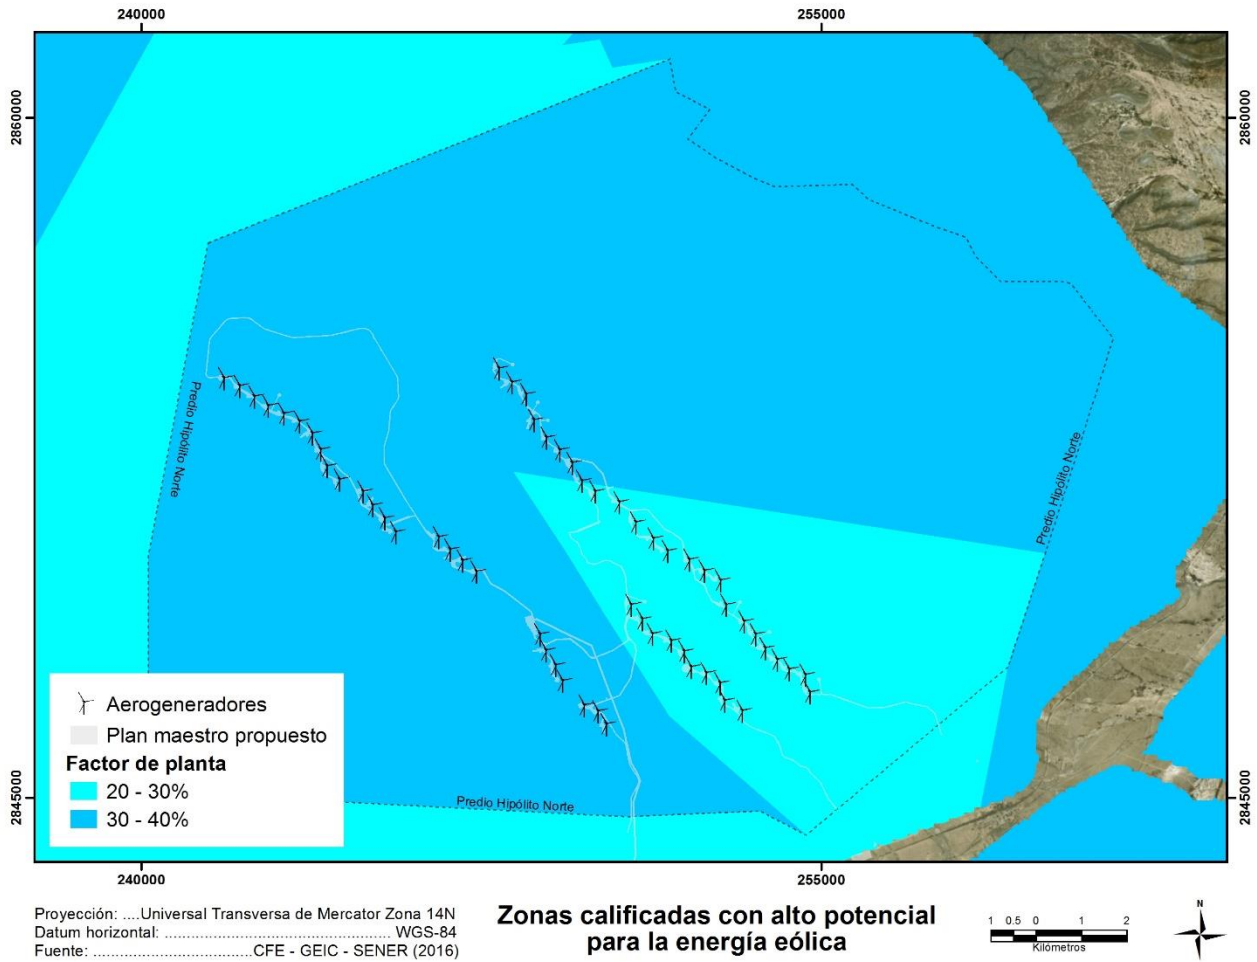 240000
255000
2860000
2860000
Predio Hipólito Norte
Predio Hipólito Norte
Aerogeneradores
Plan maestro propuesto
Factor de planta
20 - 30%
30 - 40%
Predio Hipólito Norte
2845000
2845000
240000
255000
Proyección: ....Universal Transversa de Mercator Zona 14N
Datum horizontal: ............................................ WGS-84
Fuente: ...............................CFE - GEIC - SENER (2016)
Zonas calificadas con alto potencial
para la energía eólica
1 0.5 0 1 2
Kilómetros
N